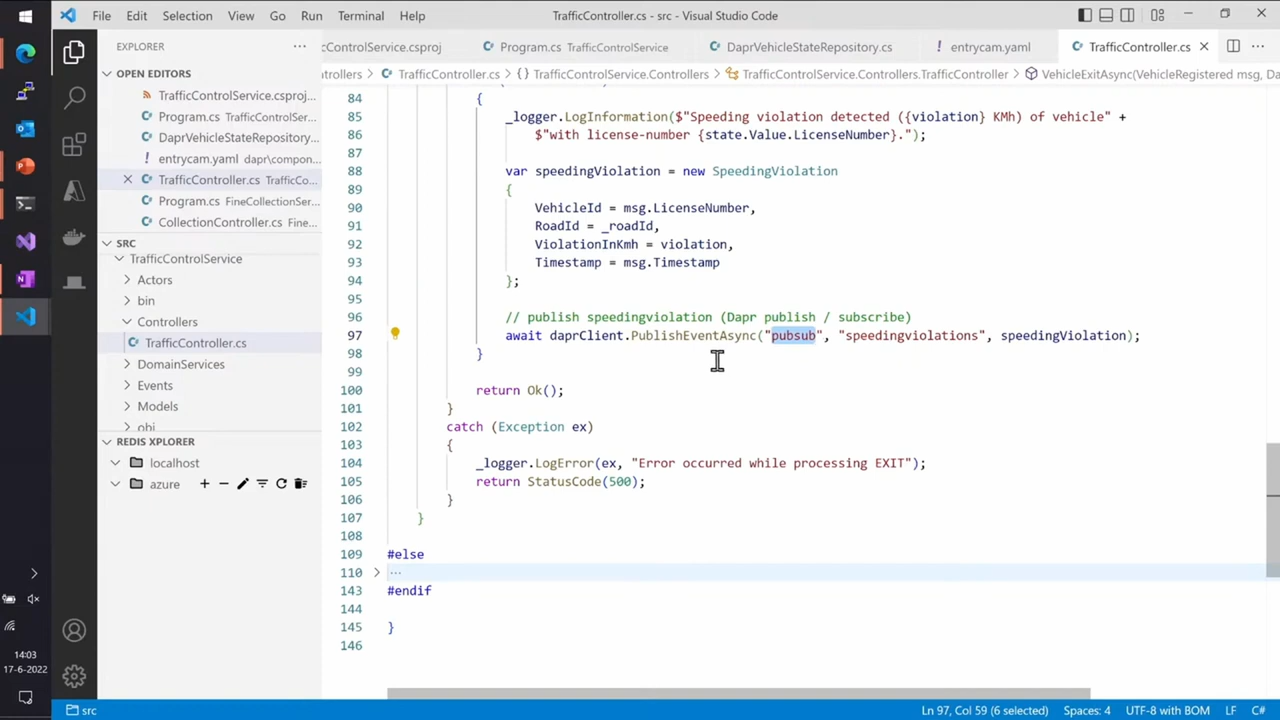 File Edit Selection View Go Run Terminal Help TrafficController.cs - src - Visual Studio Code
EXPLORER ···
OPEN EDITORS
TrafficControlService.csproj...
Program.cs TrafficControlSer...
DaprVehicleStateRepository...
entrycam.yaml dapr\compon...
TrafficController.cs TrafficCo...
Program.cs FineCollectionSer...
CollectionController.cs Fine...
SRC
TrafficControlService
Actors
bin
Controllers
TrafficController.cs
DomainServices
Events
Models
obj
REDIS XPLORER
localhost
azure
14:03
17-6-2022
cControlService.csproj Program.cs TrafficControlService DaprVehicleStateRepository.cs entrycam.yaml TrafficController.cs
ntrollers > TrafficController.cs > {} TrafficControlService.Controllers > TrafficControlService.Controllers.TrafficController > VehicleExitAsync(VehicleRegistered msg, Da
84 {
85 _logger.LogInformation($"Speeding violation detected ({violation} KMh) of vehicle" +
86 $"with license-number {state.Value.LicenseNumber}.");
87
88 var speedingViolation = new SpeedingViolation
89 {
90 VehicleId = msg.LicenseNumber,
91 RoadId = _roadId,
92 ViolationInKmh = violation,
93 Timestamp = msg.Timestamp
94 };
95
96 // publish speedingviolation (Dapr publish / subscribe)
97 await daprClient.PublishEventAsync("pubsub", "speedingviolations", speedingViolation);
98 }
99
100 return Ok();
101 }
102 catch (Exception ex)
103 {
104 _logger.LogError(ex, "Error occurred while processing EXIT");
105 return StatusCode(500);
106 }
107 }
108
109 #else
110 ···
143 #endif
144
145 }
146
src Ln 97, Col 59 (6 selected) Spaces: 4 UTF-8 with BOM LF C#